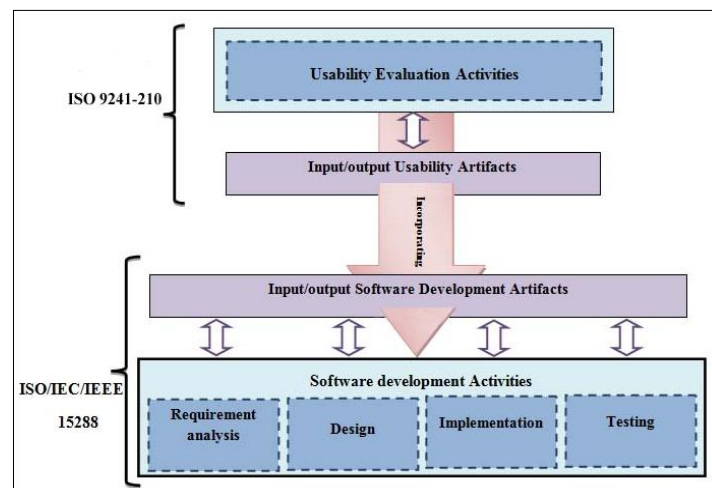 Usability Evaluation Activities
ISO 9241-210
Input/output Usability Artifacts
Incorporating
Input/output Software Development Artifacts
ISO/IEC/IEEE
15288
Software development Activities
Requirement
analysis
Design
Implementation
Testing